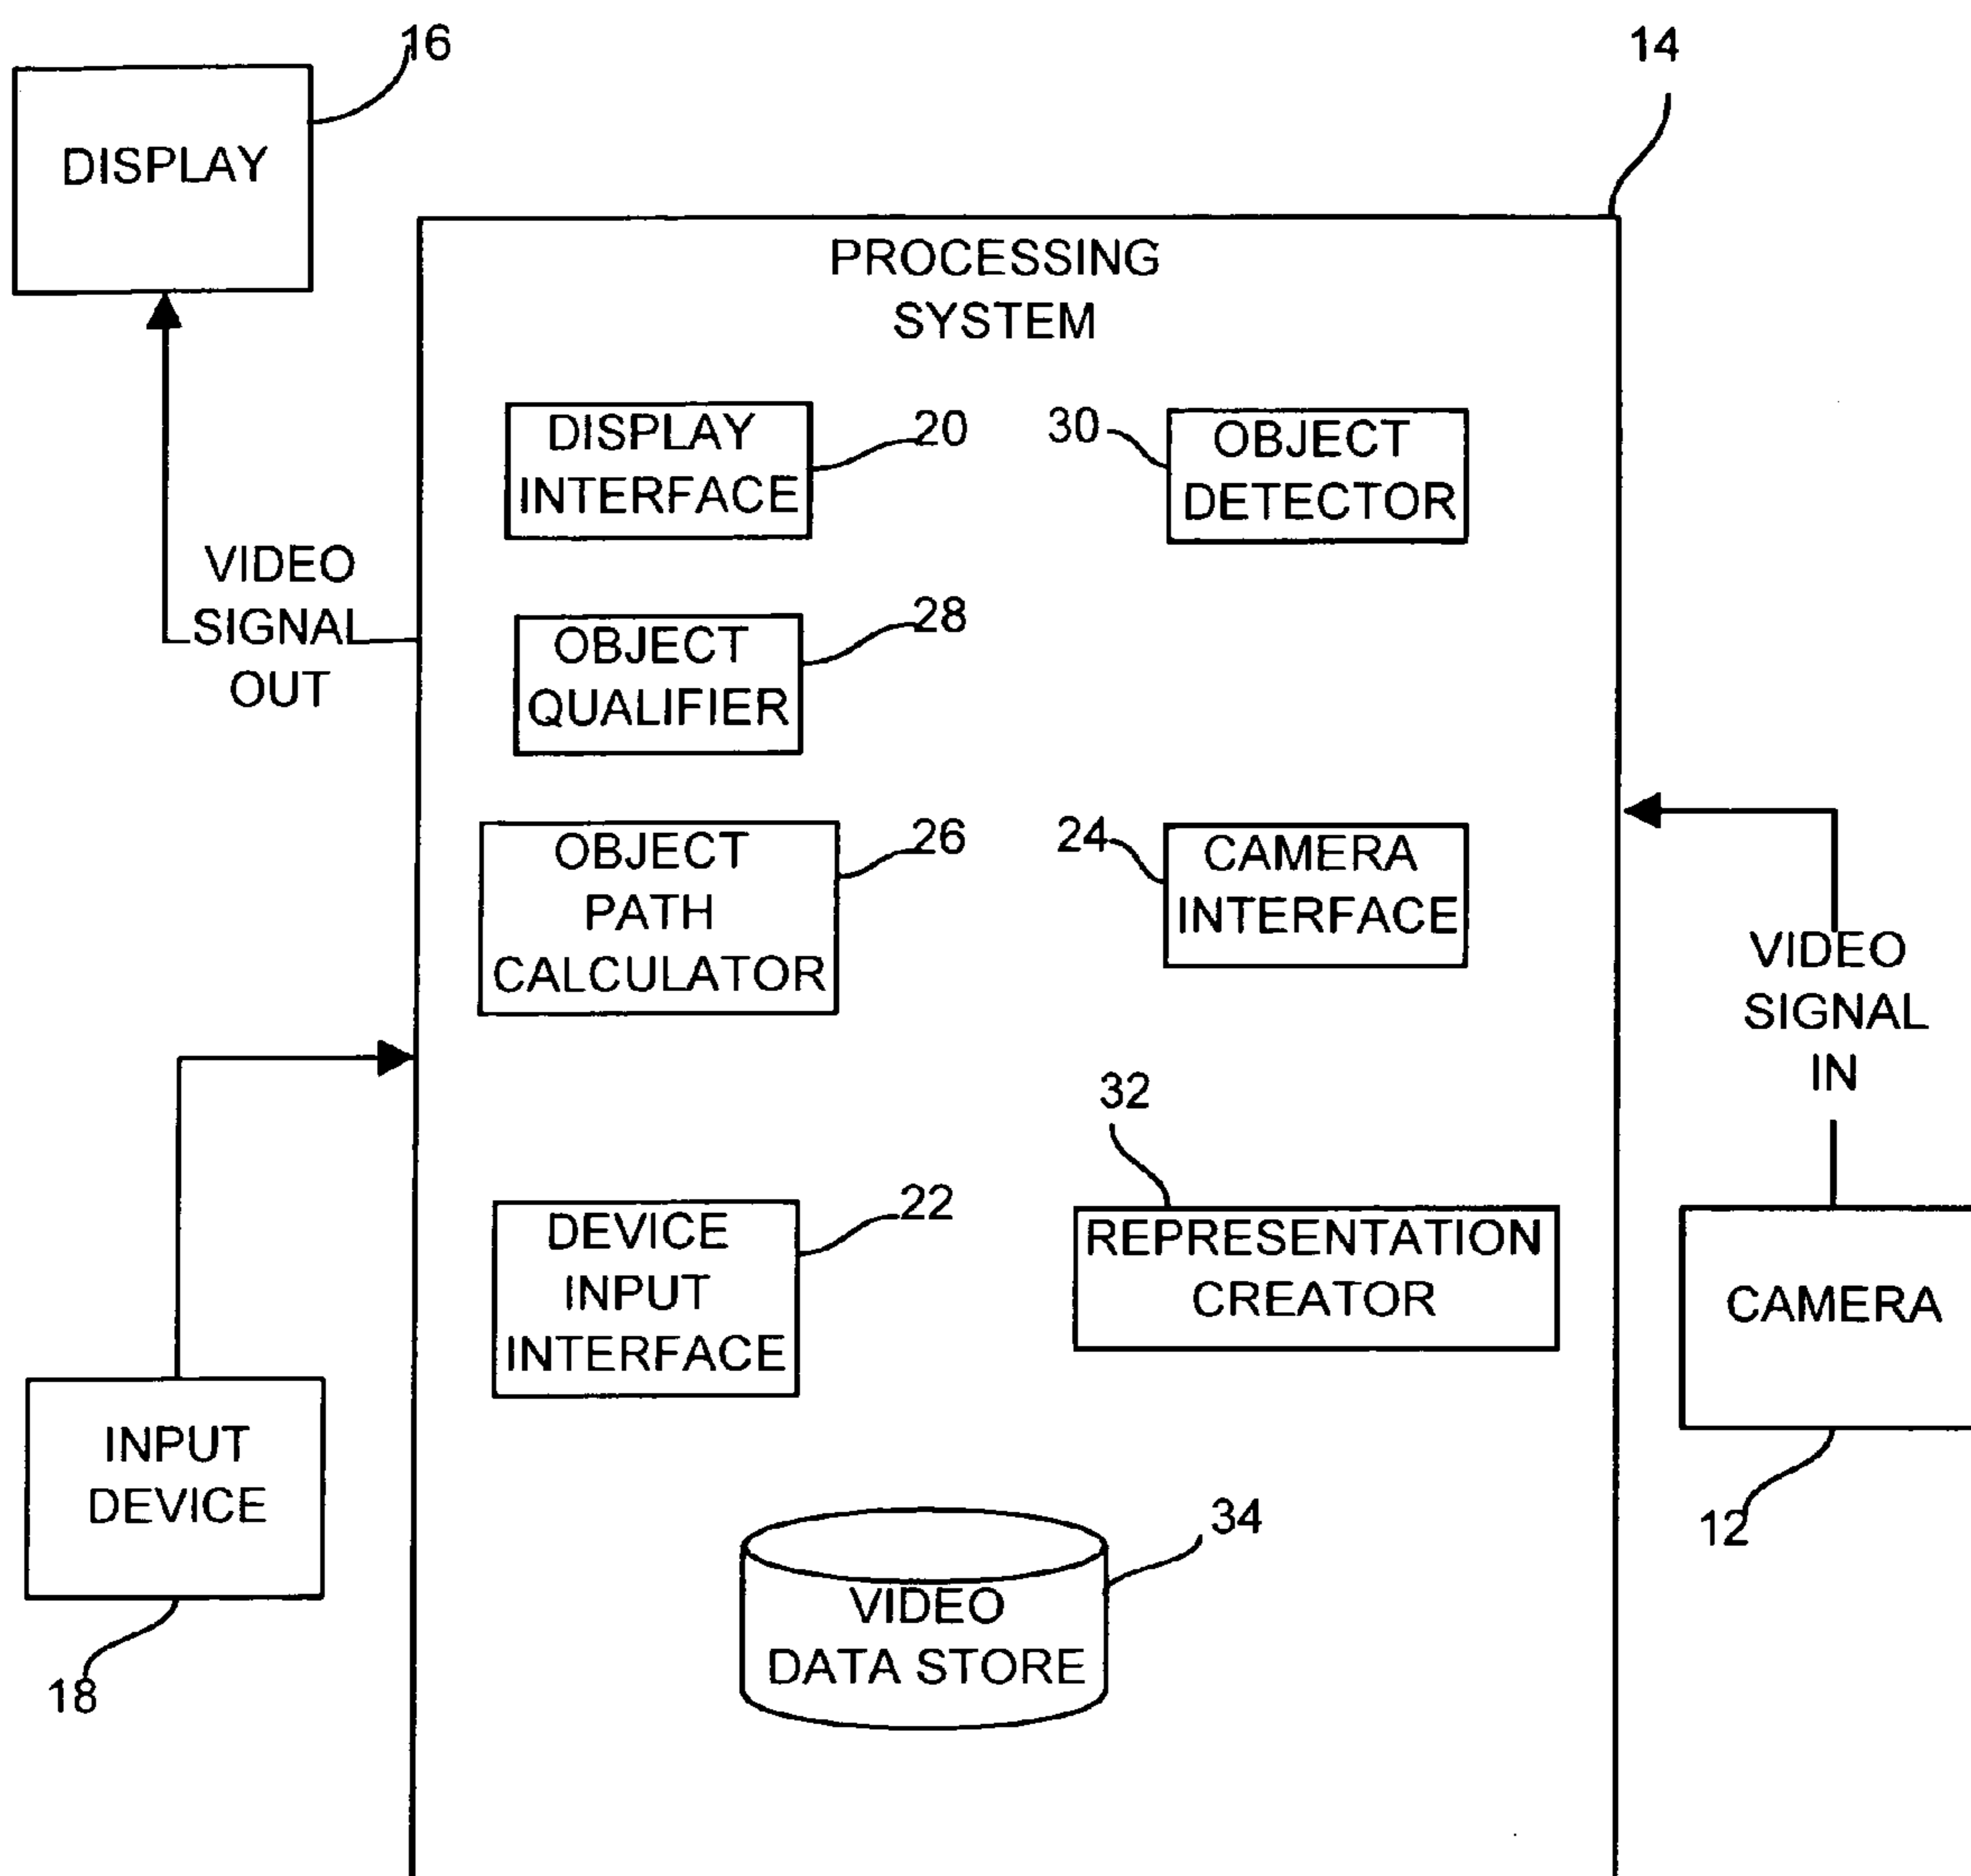 16
14
DISPLAY
PROCESSING
SYSTEM
DISPLAY
INTERFACE
20
30
OBJECT
DETECTOR
VIDEO
SIGNAL
OUT
OBJECT
QUALIFIER
28
OBJECT
PATH
CALCULATOR
26
24
CAMERA
INTERFACE
VIDEO
SIGNAL
IN
32
DEVICE
INPUT
INTERFACE
22
REPRESENTATION
CREATOR
CAMERA
12
INPUT
DEVICE
18
34
VIDEO
DATA STORE